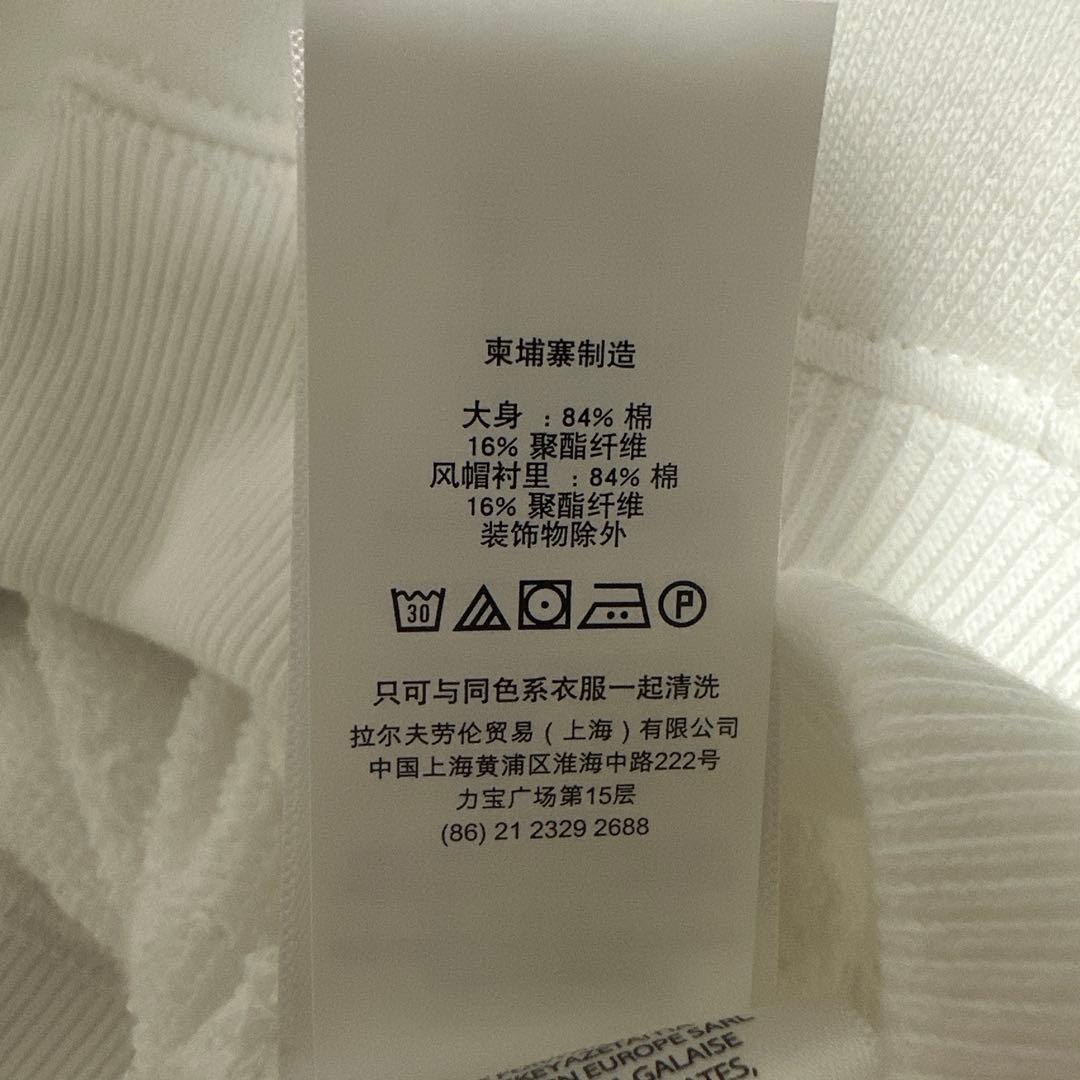 柬埔寨制造
大身 : 84% 棉
16% 聚酯纤维
风帽衬里 : 84% 棉
16% 聚酯纤维
装饰物除外
30 P
只可与同色系衣服一起清洗
拉尔夫劳伦贸易（上海）有限公司
中国上海黄浦区淮海中路222号
力宝广场第15层
(86) 21 2329 2688
EN EUROPE SARL
GALAISE